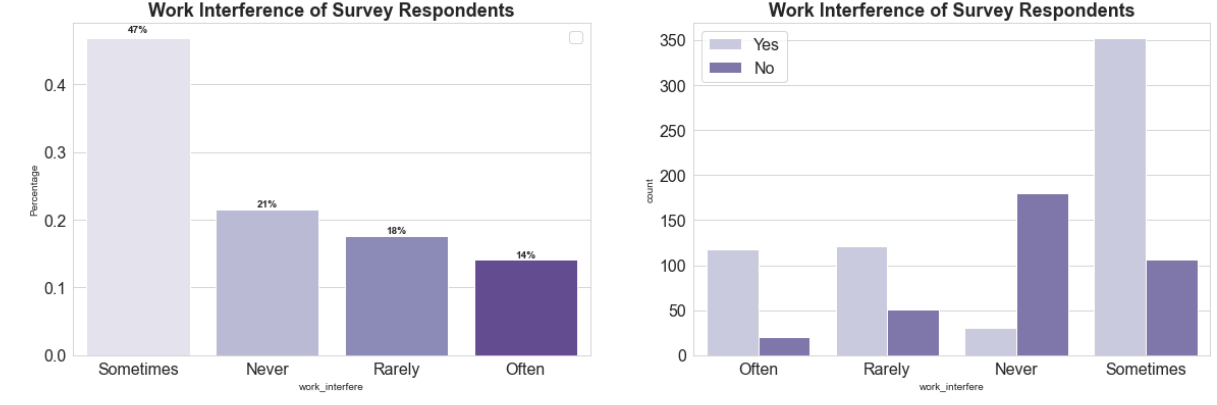 Work Interference of Survey Respondents
47%
21%
18%
14%
0.4
0.3
0.2
0.1
0.0
Percentage
Sometimes
Never
Rarely
Often
work_interfere
Work Interference of Survey Respondents
Yes
No
350
300
250
200
150
100
50
0
count
Often
Rarely
Never
Sometimes
work_interfere